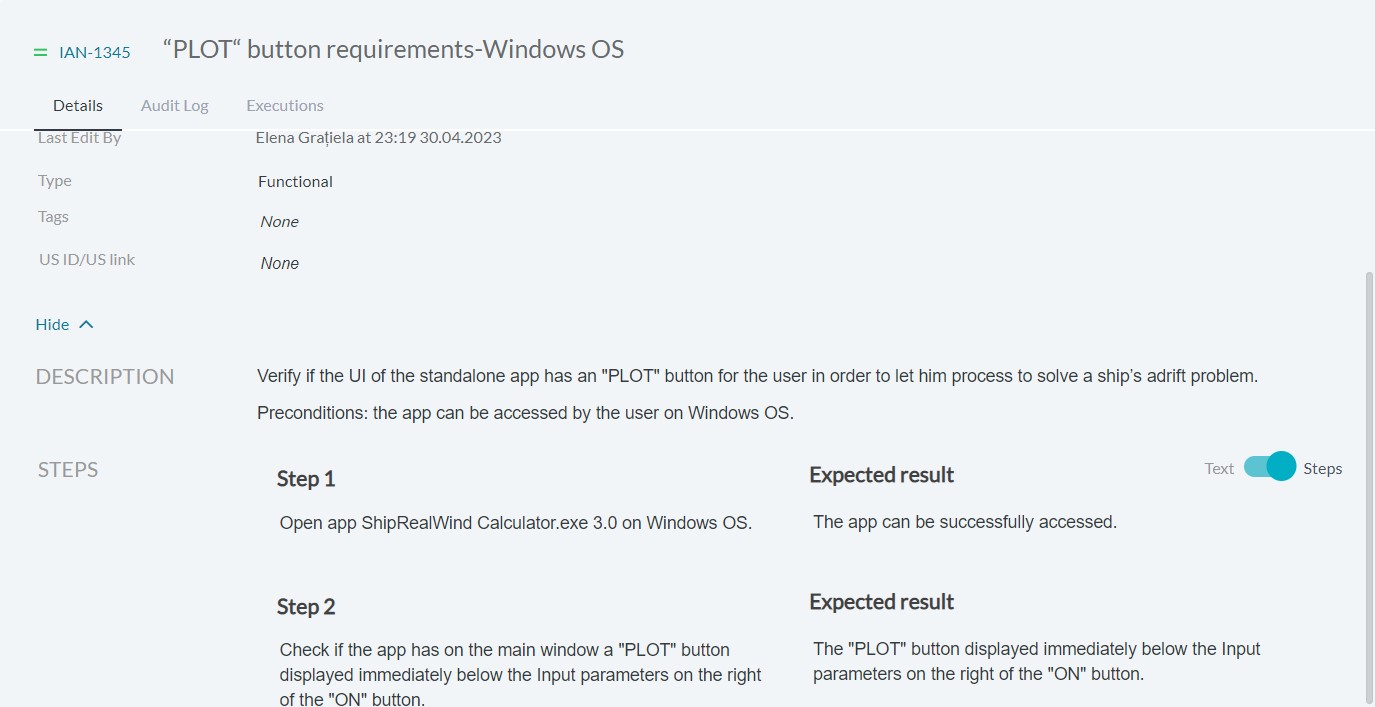 IAN-1345 “PLOT“ button requirements-Windows OS
Details Audit Log Executions
Last Edit By Elena Grațiela at 23:19 30.04.2023
Type Functional
Tags None
US ID/US link None
Hide
DESCRIPTION Verify if the UI of the standalone app has an "PLOT" button for the user in order to let him process to solve a ship’s adrift problem.
Preconditions: the app can be accessed by the user on Windows OS.
STEPS Step 1 Expected result Text Steps
Open app ShipRealWind Calculator.exe 3.0 on Windows OS. The app can be successfully accessed.
Step 2 Expected result
Check if the app has on the main window a "PLOT" button
displayed immediately below the Input parameters on the right
of the "ON" button.
The "PLOT" button displayed immediately below the Input
parameters on the right of the "ON" button.